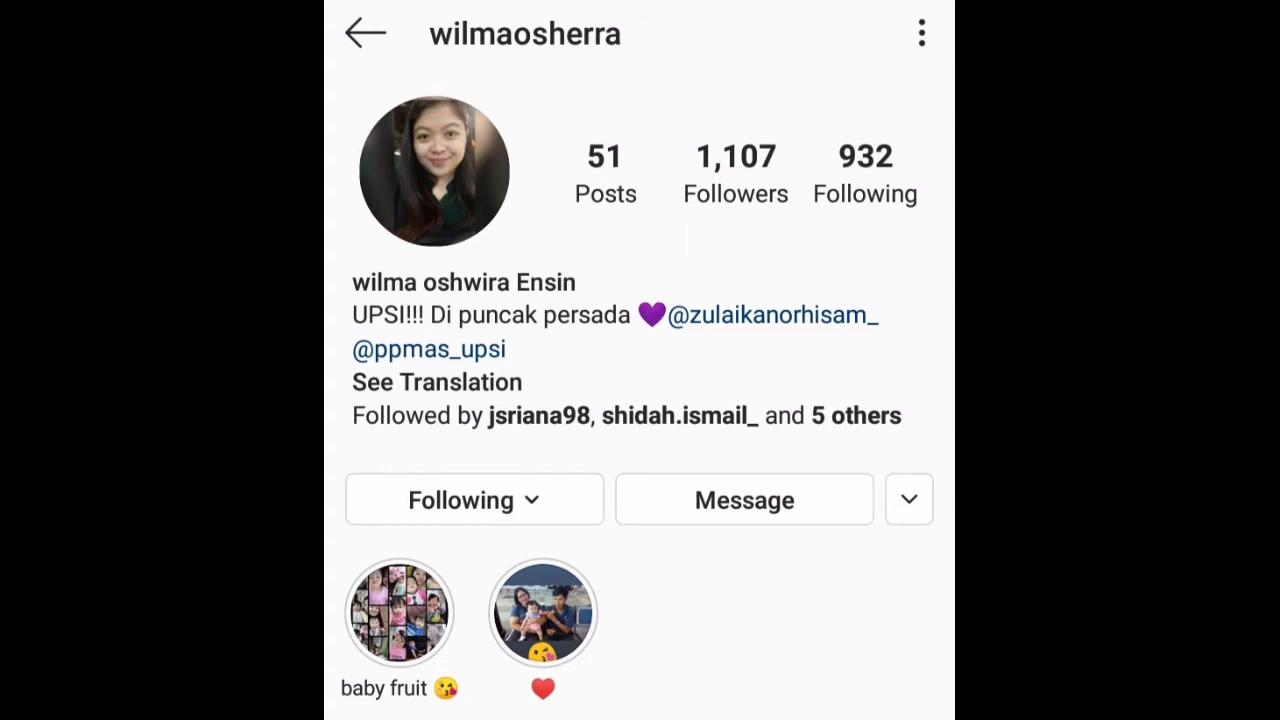 wilmaosherra
51 1,107 932
Posts Followers Following
wilma oshwira Ensin
UPSI!!! Di puncak persada 💜@zulaikanorhisam_
@ppmas_upsi
See Translation
Followed by jsriana98, shidah.ismail_ and 5 others
Following Message
baby fruit 😘 ❤️